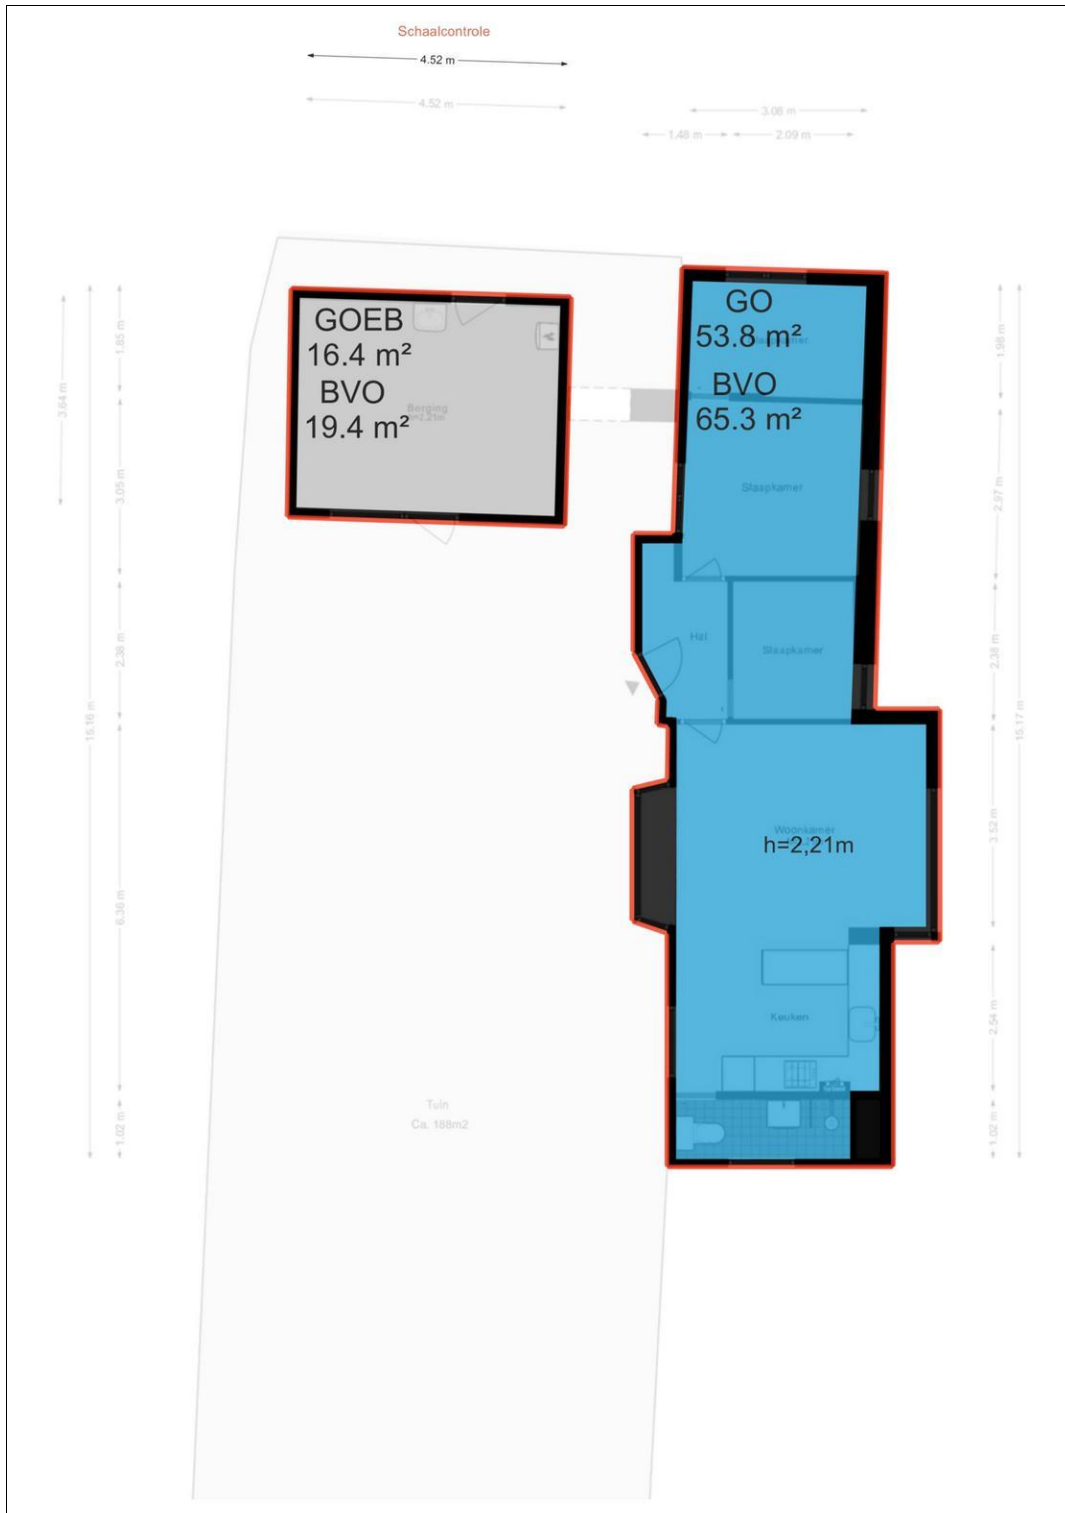 Schaalcontrole
4.52 m
4.52 m
3.08 m
1.48 m
2.09 m
GOEB
16.4 m²
BVO
19.4 m²
Berging
h=2,21m
GO
53.8 m²
Slaapkamer
BVO
65.3 m²
1.85 m
3.64 m
3.05 m
2.38 m
15.16 m
6.36 m
1.02 m
1.98 m
2.97 m
2.38 m
15.17 m
3.52 m
2.54 m
1.02 m
Slaapkamer
Hal
Slaapkamer
Woonkamer
h=2,21m
Keuken
Tuin
Ca. 188m2